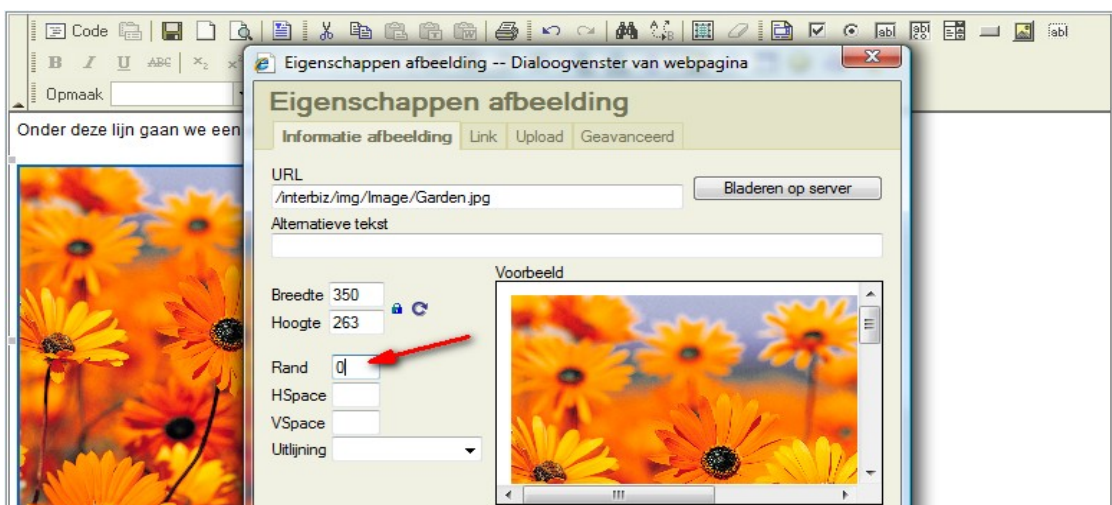 Code
B I U ABC x₂ x
Opmaak
Onder deze lijn gaan we een
Eigenschappen afbeelding -- Dialoogvenster van webpagina
Eigenschappen afbeelding
Informatie afbeelding Link Upload Geavanceerd
URL
/interbiz/img/Image/Garden.jpg
Bladeren op server
Alternatieve tekst
Voorbeeld
Breedte 350
Hoogte 263
Rand 0
HSpace
VSpace
Uitlijning